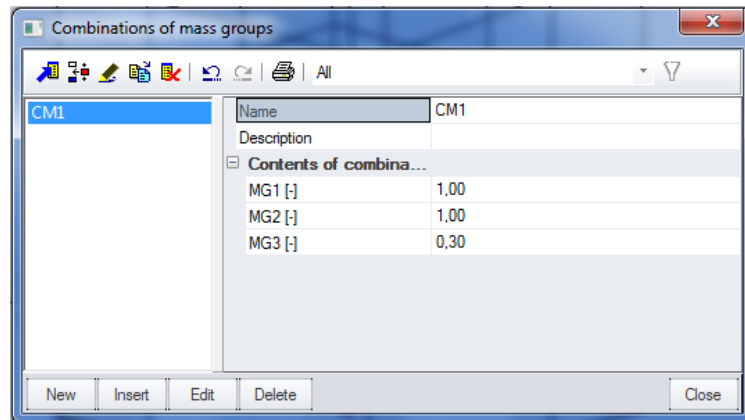 Combinations of mass groups
All
CM1
Name CM1
Description
Contents of combina...
MG1 [-] 1,00
MG2 [-] 1,00
MG3 [-] 0,30
New Insert Edit Delete Close